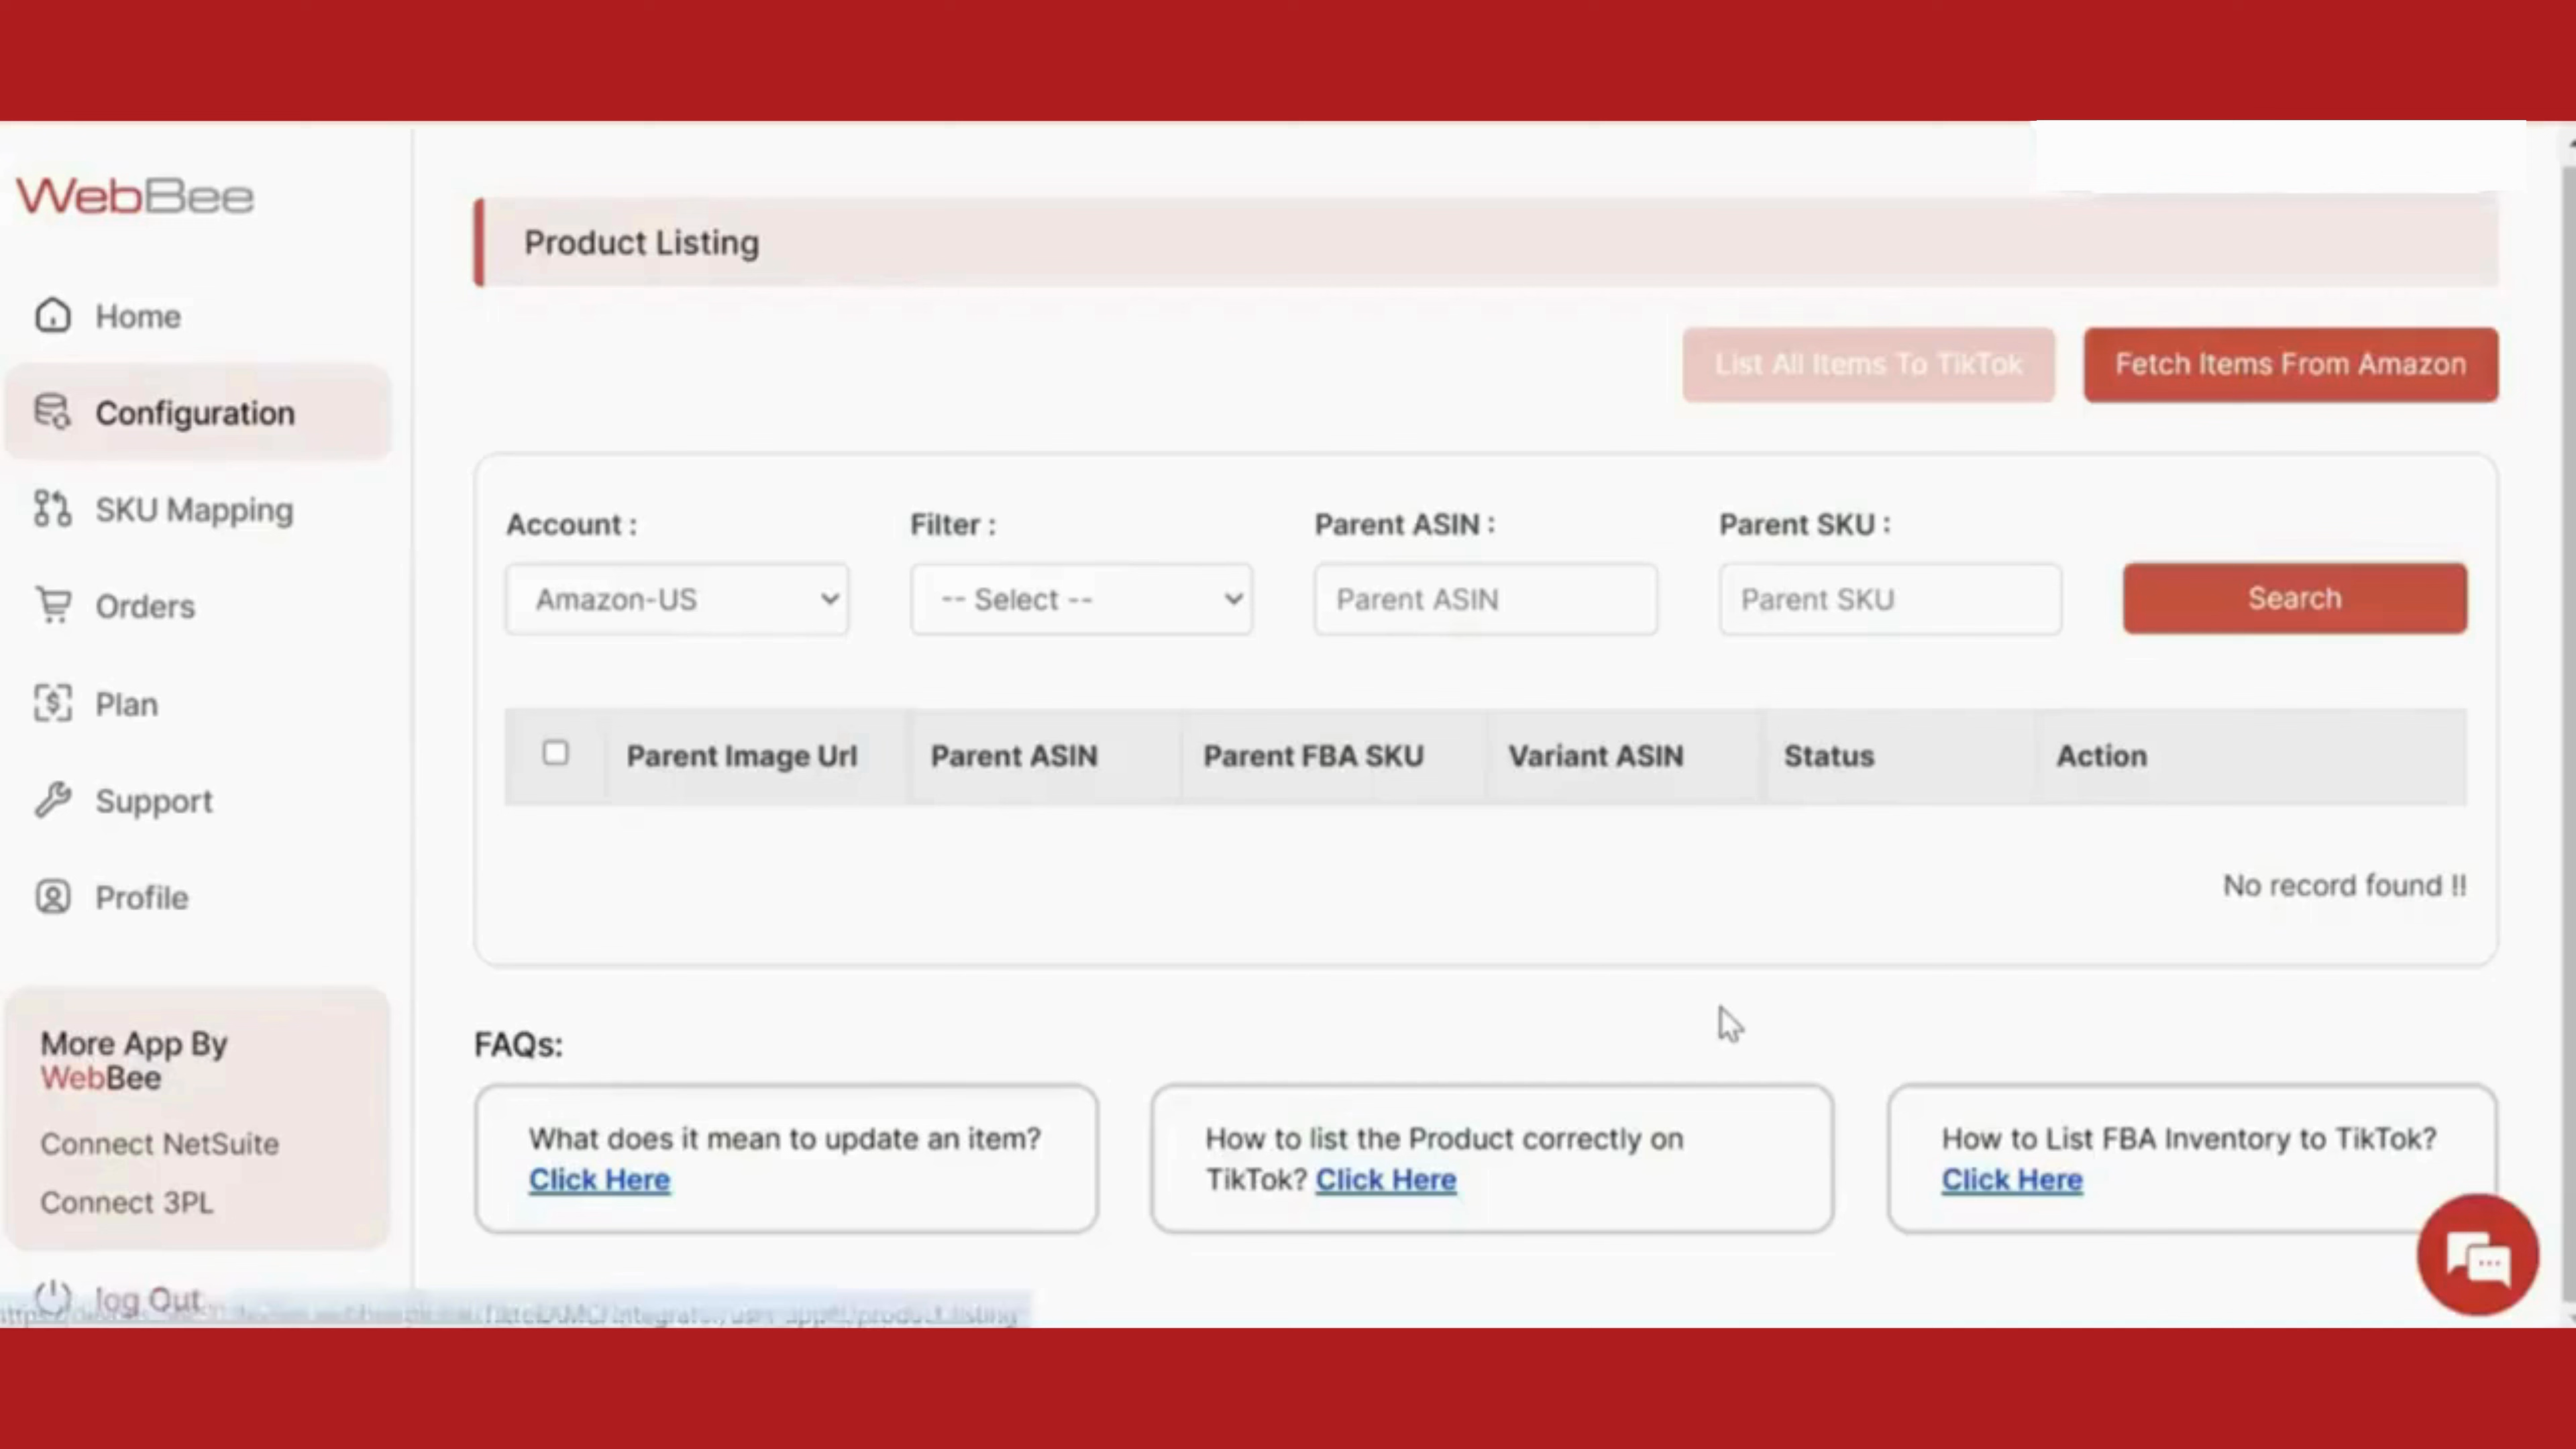 WebBee
Home
Configuration
SKU Mapping
Orders
Plan
Support
Profile
More App By
WebBee
Connect NetSuite
Connect 3PL
log Out
Product Listing
List All Items To TikTok
Fetch Items From Amazon
Account :
Filter :
Parent ASIN :
Parent SKU :
Amazon-US
-- Select --
Parent ASIN
Parent SKU
Search
Parent Image Url
Parent ASIN
Parent FBA SKU
Variant ASIN
Status
Action
No record found !!
FAQs:
What does it mean to update an item?
Click Here
How to list the Product correctly on
TikTok? Click Here
How to List FBA Inventory to TikTok?
Click Here